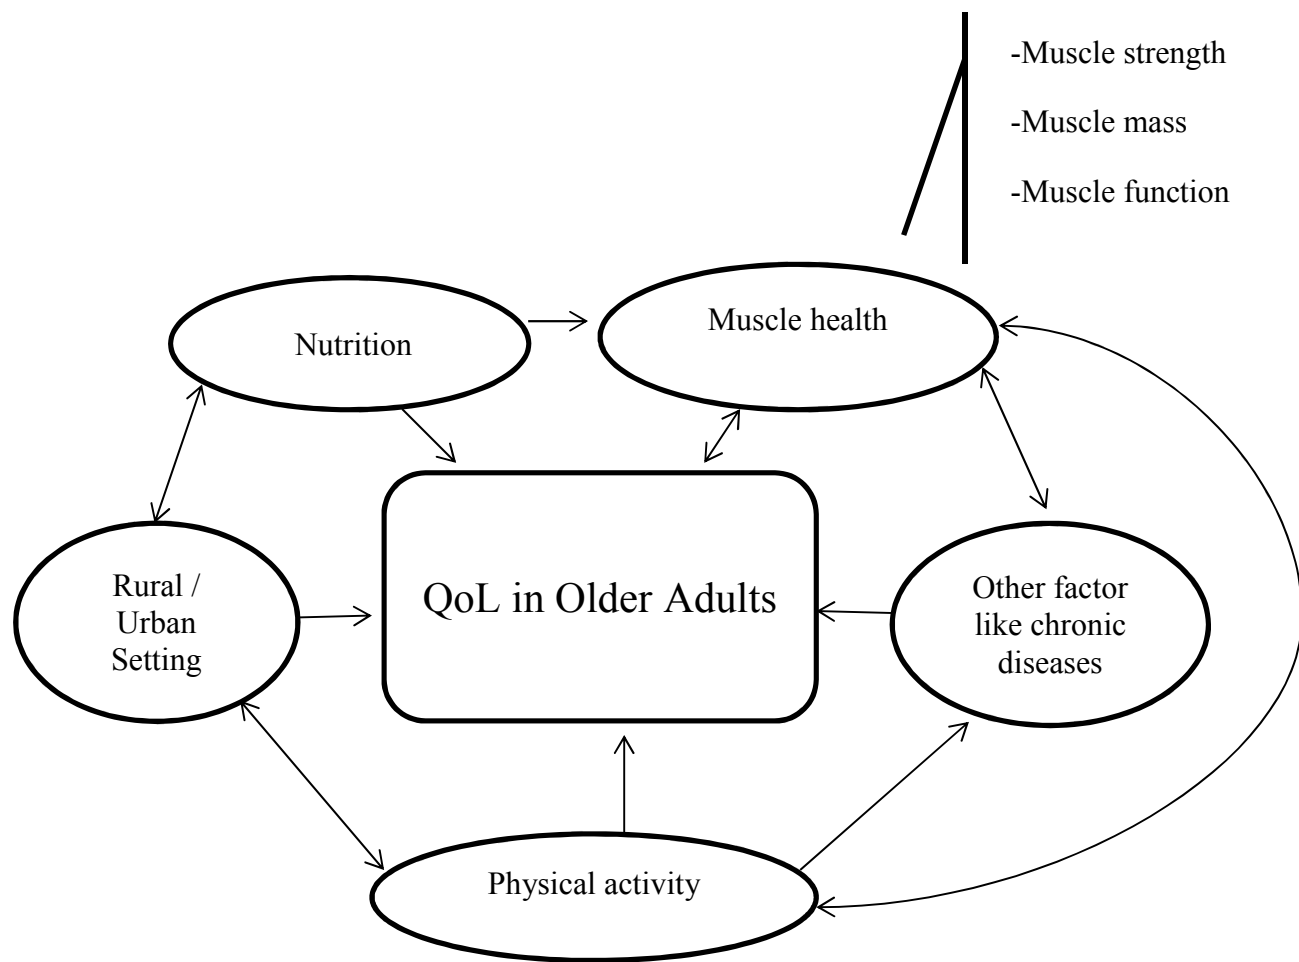 -Muscle strength
-Muscle mass
-Muscle function
Muscle health
Nutrition
Rural /
Urban
Setting
QoL in Older Adults
Other factor
like chronic
diseases
Physical activity